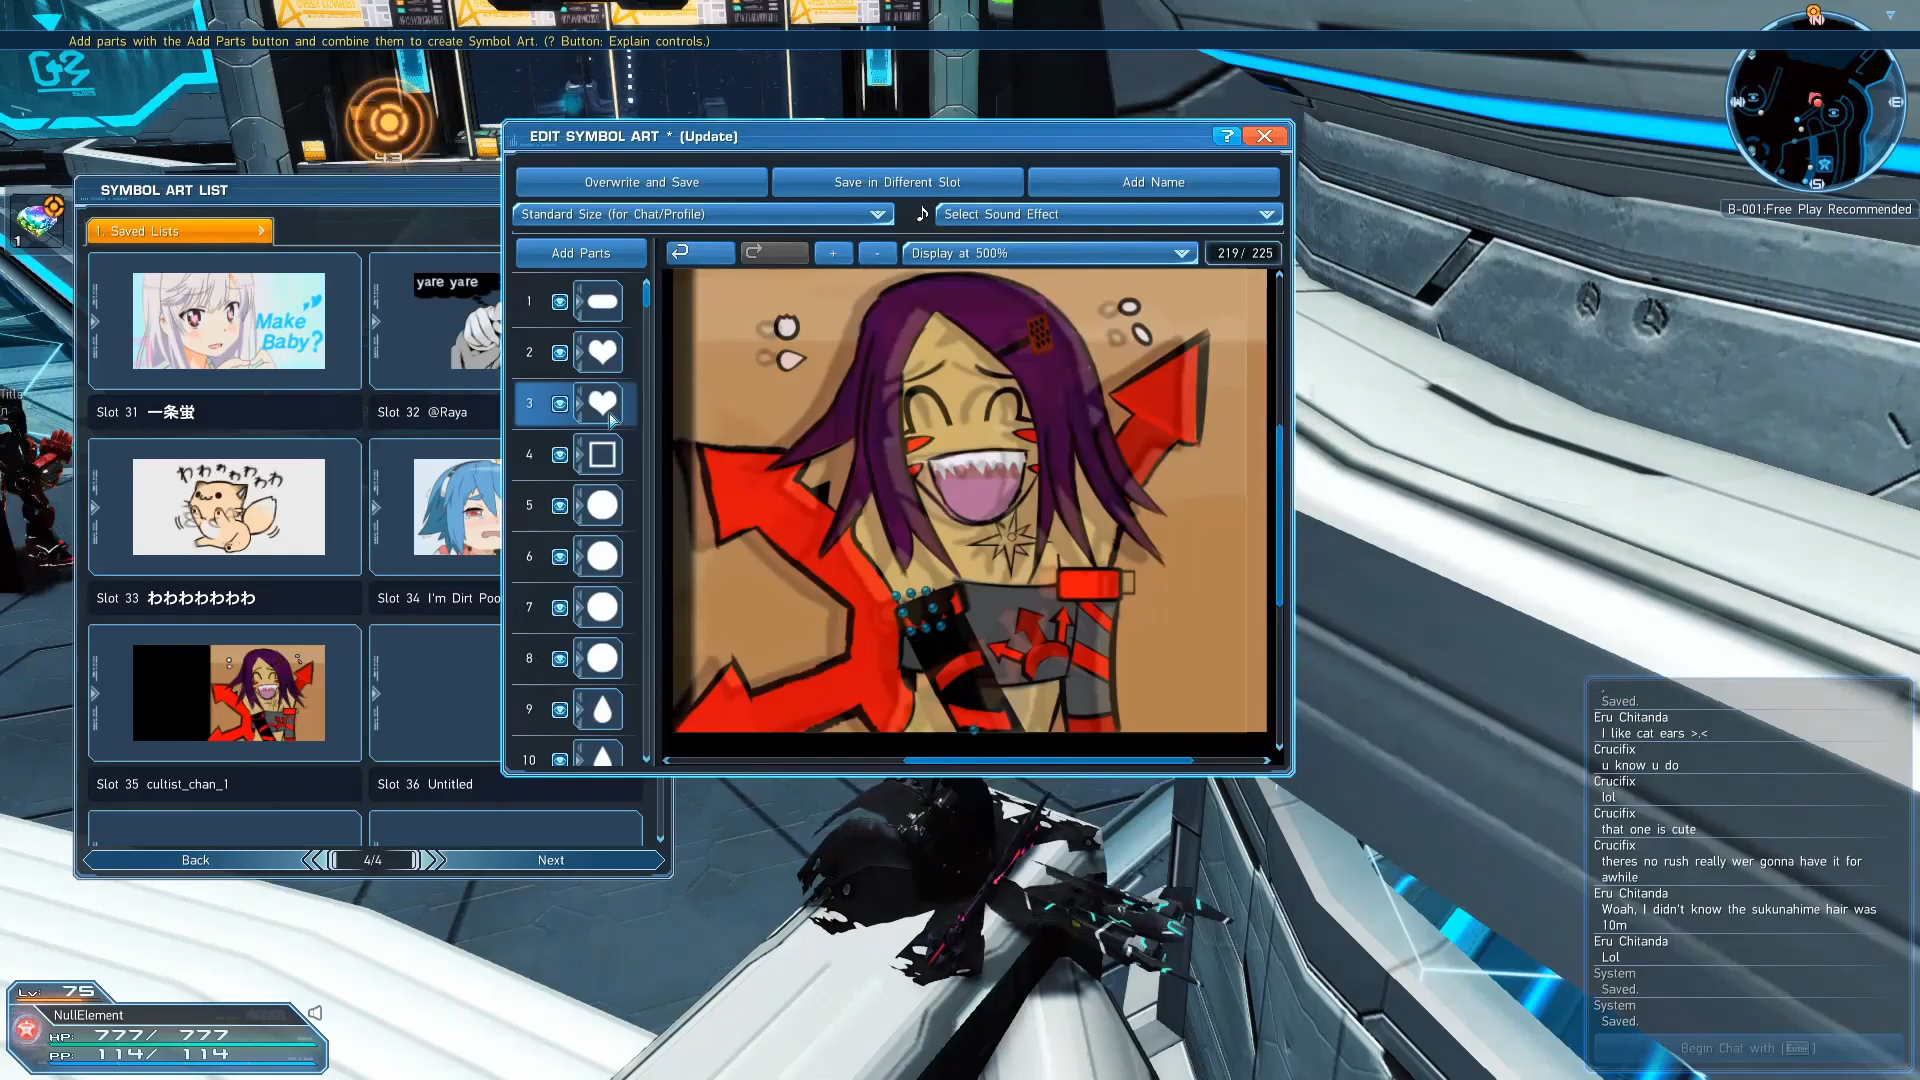 Add parts with the Add Parts button and combine them to create Symbol Art. (? Button: Explain controls.)
43
N
W
E
S
B-001:Free Play Recommended
EDIT SYMBOL ART * (Update)
?
Overwrite and Save
Save in Different Slot
Add Name
Standard Size (for Chat/Profile)
Select Sound Effect
Add Parts
+
-
Display at 500%
219/ 225
1
2
3
4
5
6
7
8
9
10
SYMBOL ART LIST
1. Saved Lists
1
Title
Make
Baby?
yare yare
Slot 31 一条蛍
Slot 32 @Raya
わわわわわわわ
Slot 33 わわわわわわわ
Slot 34 I'm Dirt Poo
Slot 35 cultist_chan_1
Slot 36 Untitled
Back
4/4
Next
Saved.
Eru Chitanda
I like cat ears >.<
Crucifix
u know u do
Crucifix
lol
Crucifix
that one is cute
Crucifix
theres no rush really wer gonna have it for
awhile
Eru Chitanda
Woah, I didn't know the sukunahime hair was
10m
Eru Chitanda
Lol
System
Saved.
System
Saved.
Begin Chat with [Enter]
Lv: 75
NullElement
HP: 777/ 777
PP: 114/ 114